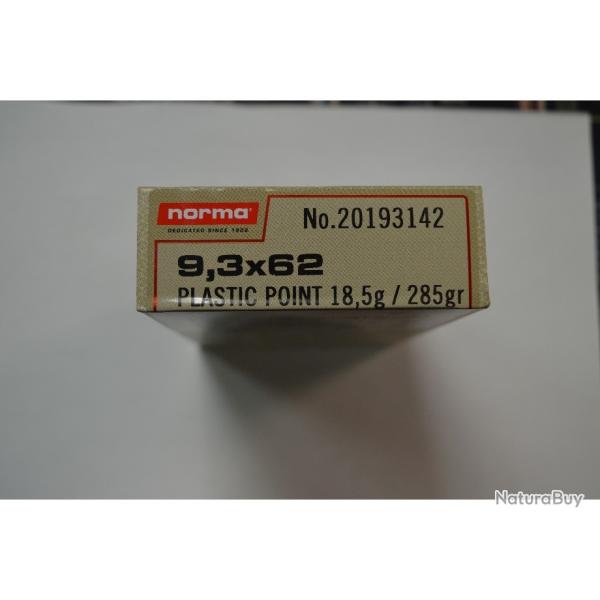 norma
No.20193142
DEDICATED SINCE 1902
9,3x62
PLASTIC POINT 18,5g / 285gr
NaturaBuy